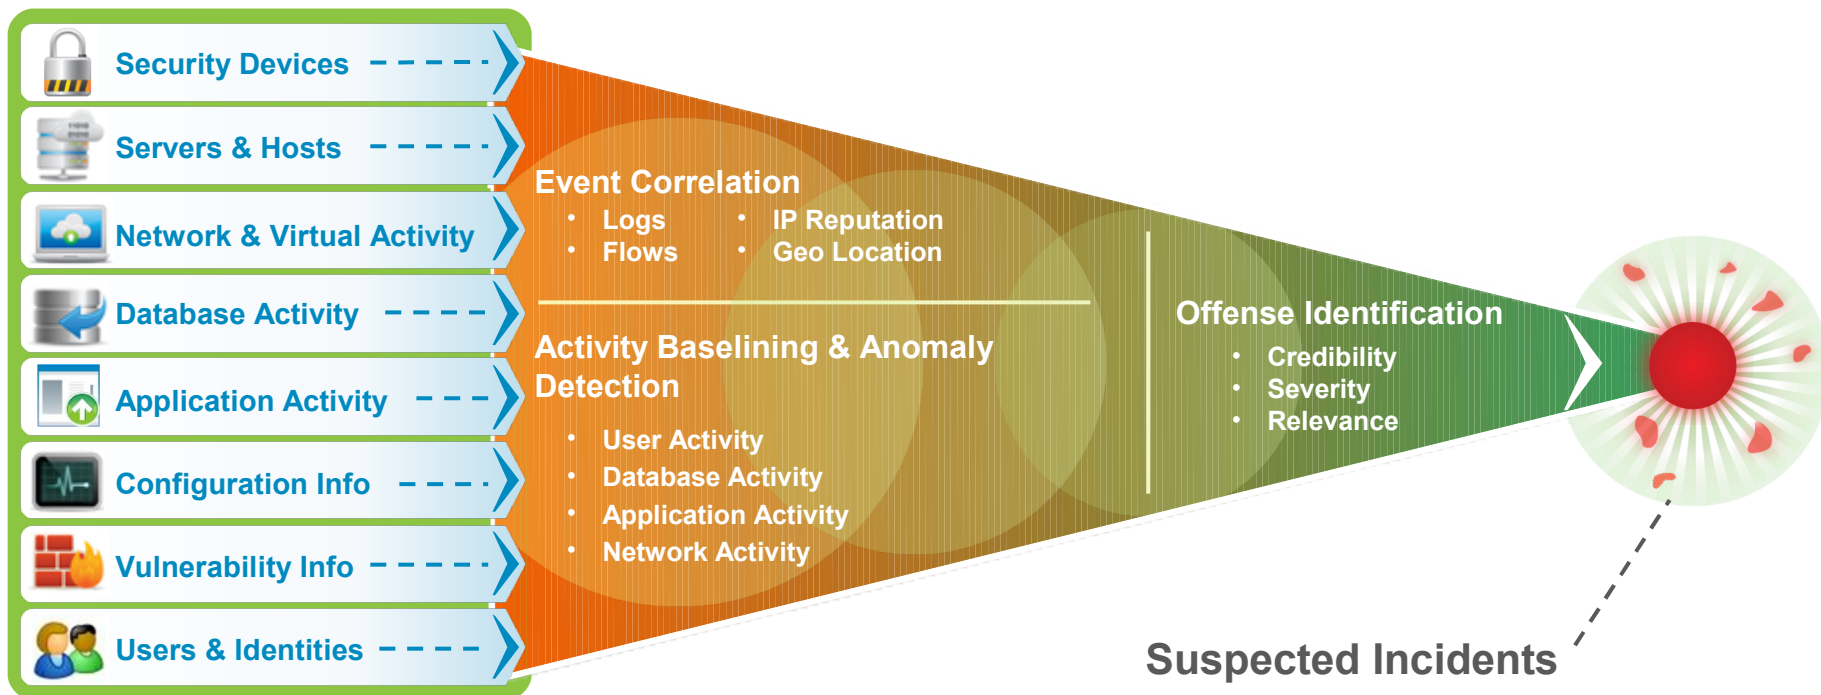 Security Devices
Servers & Hosts
Network & Virtual Activity
Database Activity
Application Activity
Configuration Info
Vulnerability Info
Users & Identities
Event Correlation
• Logs
• Flows
• IP Reputation
• Geo Location
Activity Baselining & Anomaly
Detection
• User Activity
• Database Activity
• Application Activity
• Network Activity
Offense Identification
• Credibility
• Severity
• Relevance
Suspected Incidents